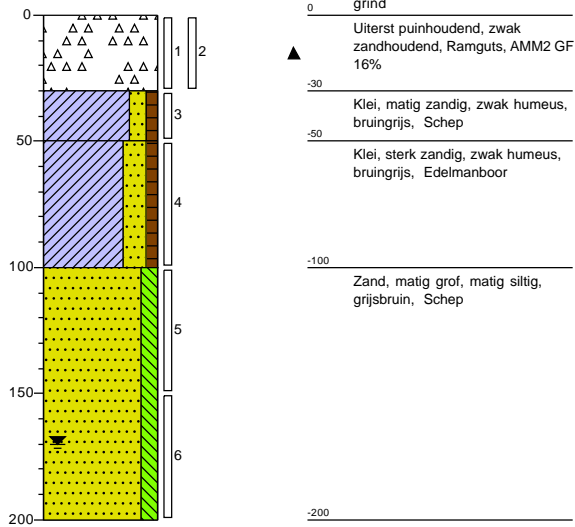 grind
0
0
Uiterst puinhoudend, zwak
zandhoudend, Ramguts, AMM2 GF
16%
1
2
-30
Klei, matig zandig, zwak humeus,
bruingrijs, Schep
3
50
-50
Klei, sterk zandig, zwak humeus,
bruingrijs, Edelmanboor
4
100
-100
Zand, matig grof, matig siltig,
grijsbruin, Schep
5
150
6
200
-200